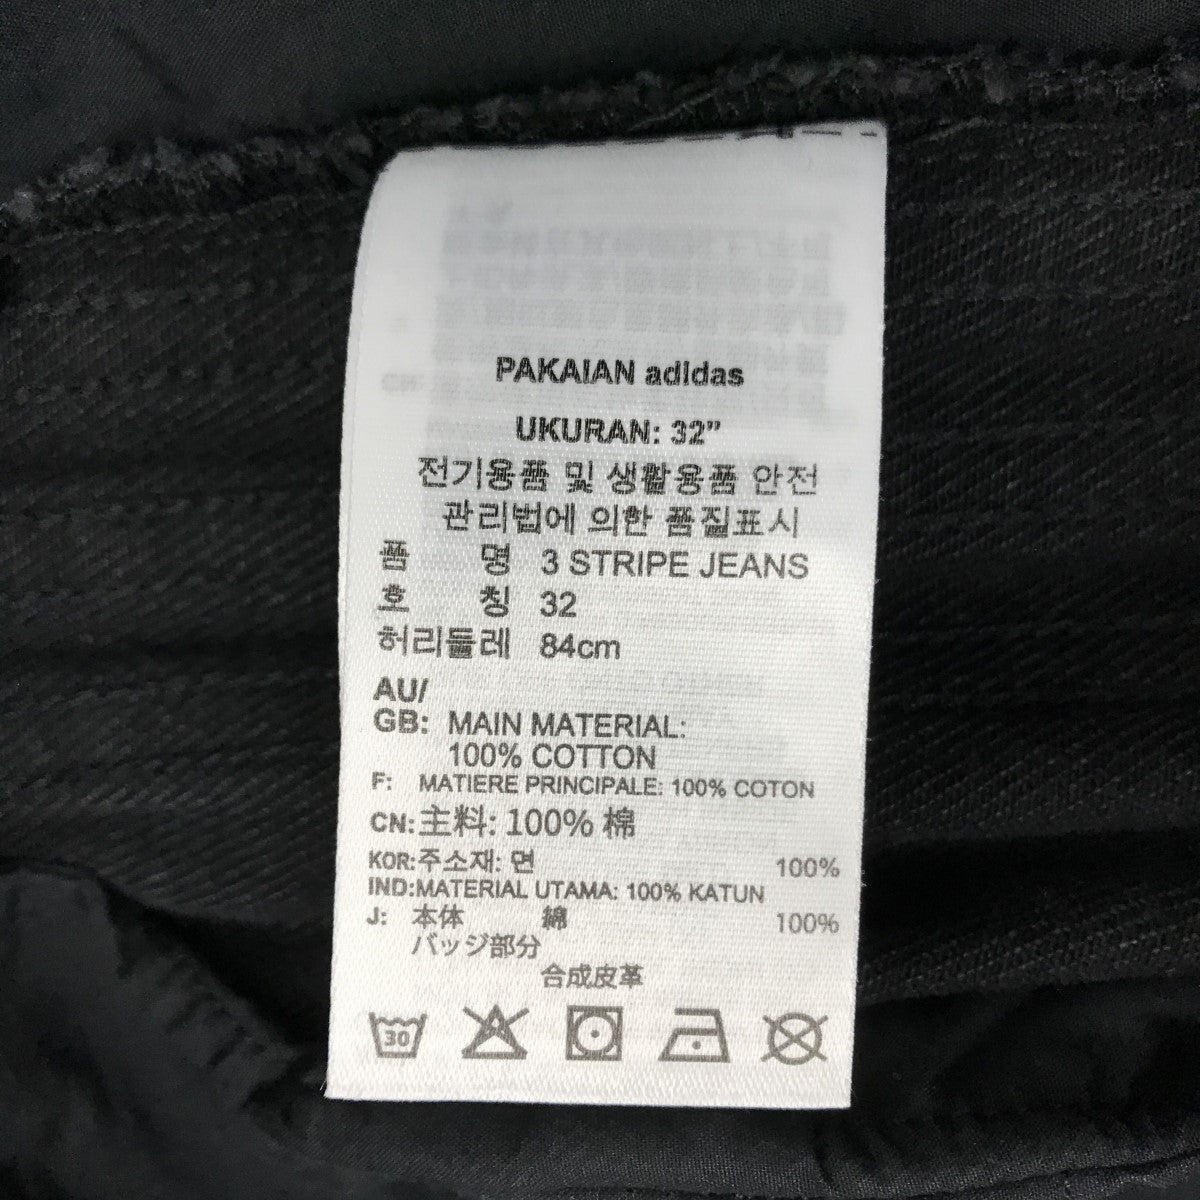 PAKAIAN adidas
UKURAN: 32”
전기용품 및 생활용품 안전
관리법에 의한 품질표시
품 명 3 STRIPE JEANS
호 칭 32
허리둘레 84cm
AU/
GB: MAIN MATERIAL:
100% COTTON
F: MATIERE PRINCIPALE: 100% COTON
CN: 主料: 100% 棉
KOR: 주소재: 면 100%
IND: MATERIAL UTAMA: 100% KATUN
J: 本体 綿 100%
バッジ部分
合成皮革
30